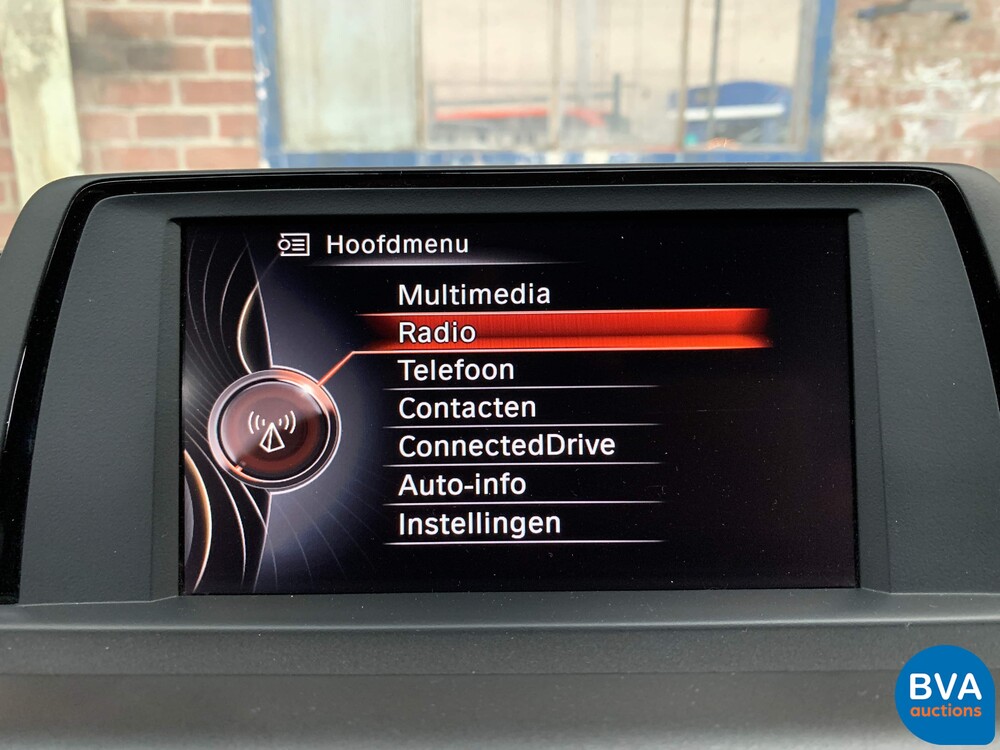 Hoofdmenu
Multimedia
Radio
Telefoon
Contacten
ConnectedDrive
Auto-info
Instellingen
BVA
auctions